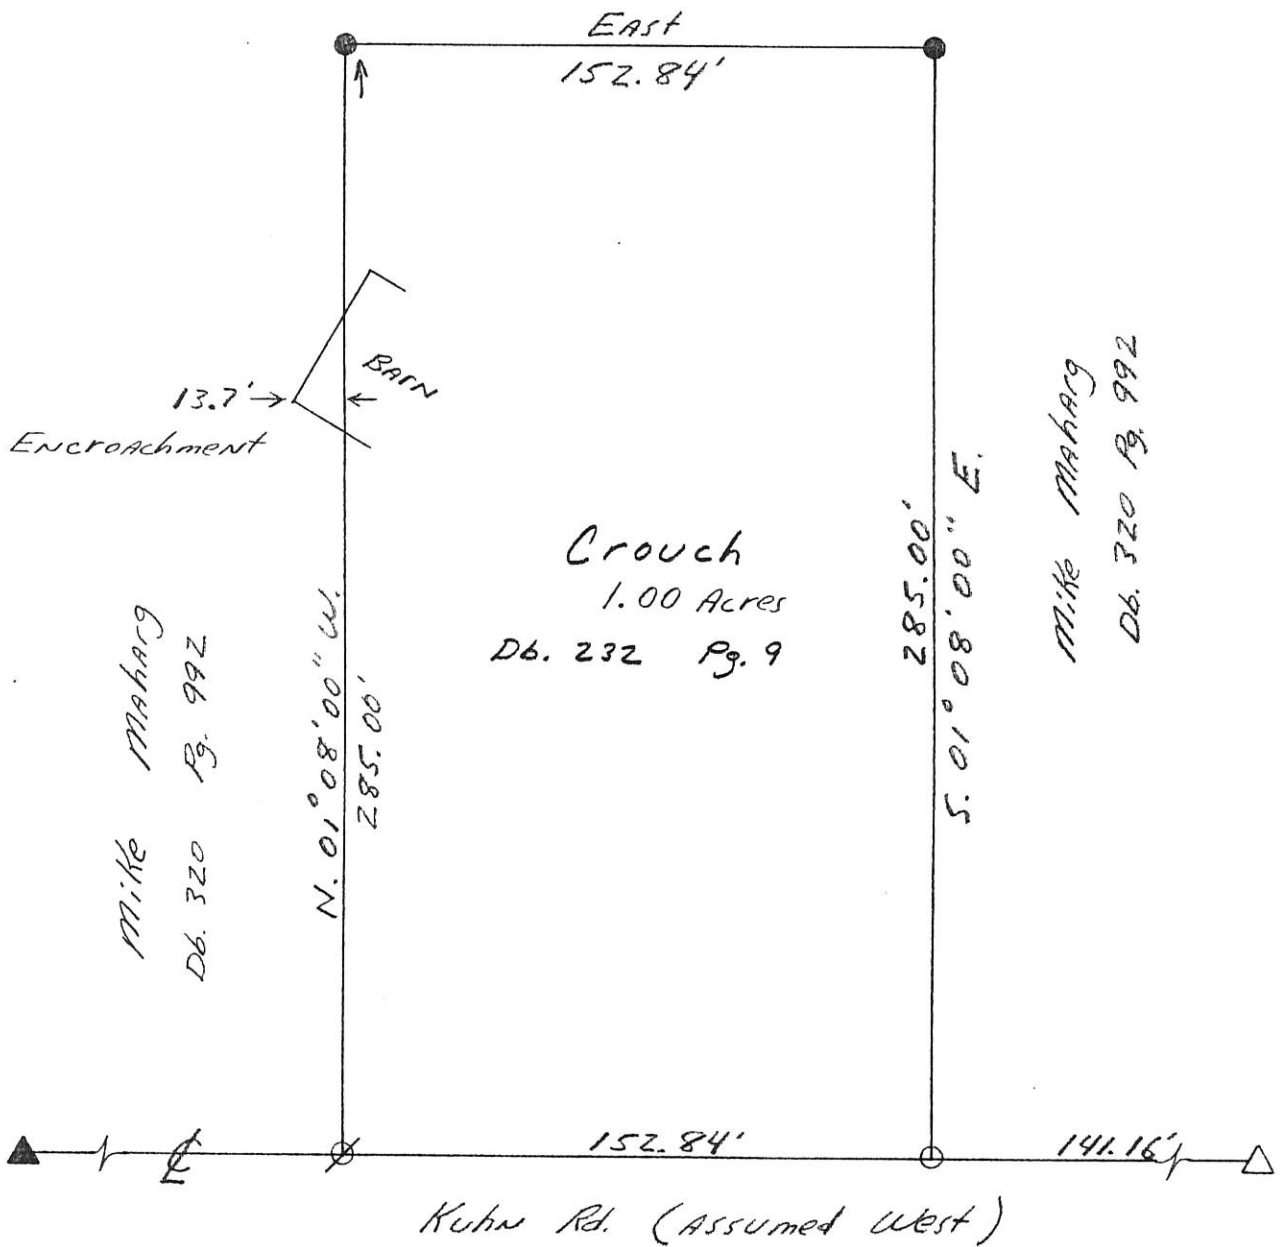 East
152.84'
Barn
13.7'
Encroachment
Crouch
1.00 Acres
Db. 232 Pg. 9
Mike Maharg
Db. 320 Pg. 992
N. 01° 08' 00" W.
285.00'
285.00'
S. 01° 08' 00" E.
Mike Maharg
Db. 320 Pg. 992
℄
152.84'
141.16'
Kuhn Rd. (Assumed West)